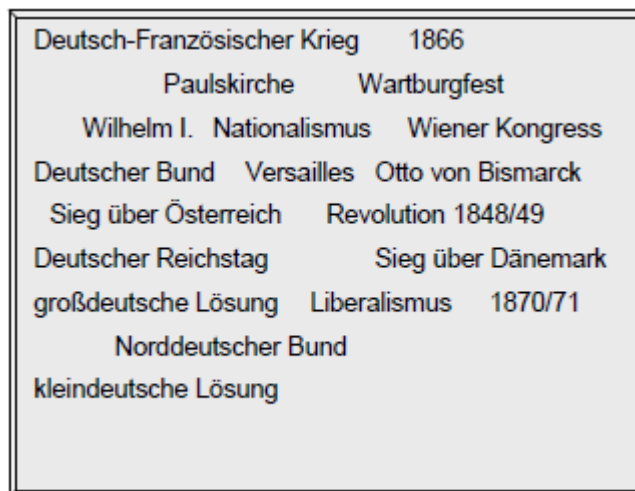 Deutsch-Französischer Krieg 1866
Paulskirche Wartburgfest
Wilhelm I. Nationalismus Wiener Kongress
Deutscher Bund Versailles Otto von Bismarck
Sieg über Österreich Revolution 1848/49
Deutscher Reichstag Sieg über Dänemark
großdeutsche Lösung Liberalismus 1870/71
Norddeutscher Bund
kleindeutsche Lösung